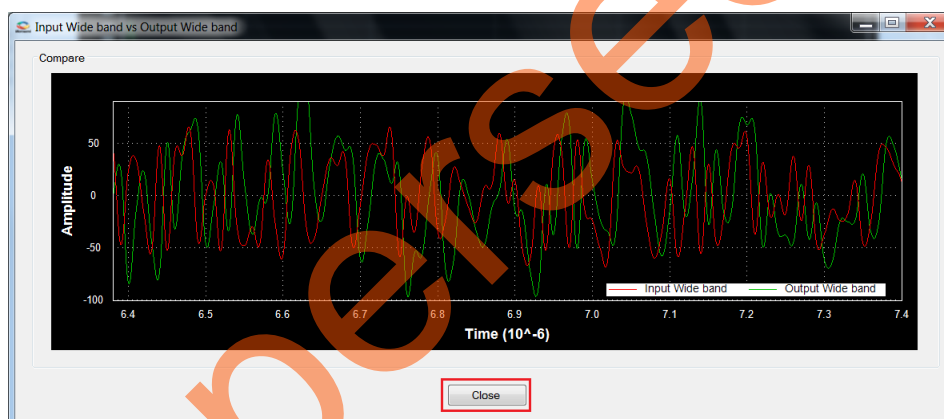 Input Wide band vs Output Wide band
Compare
Amplitude
50
0
-50
-100
Input Wide band
Output Wide band
6.4 6.5 6.6 6.7 6.8 6.9 7.0 7.1 7.2 7.3 7.4
Time (10^-6)
Close